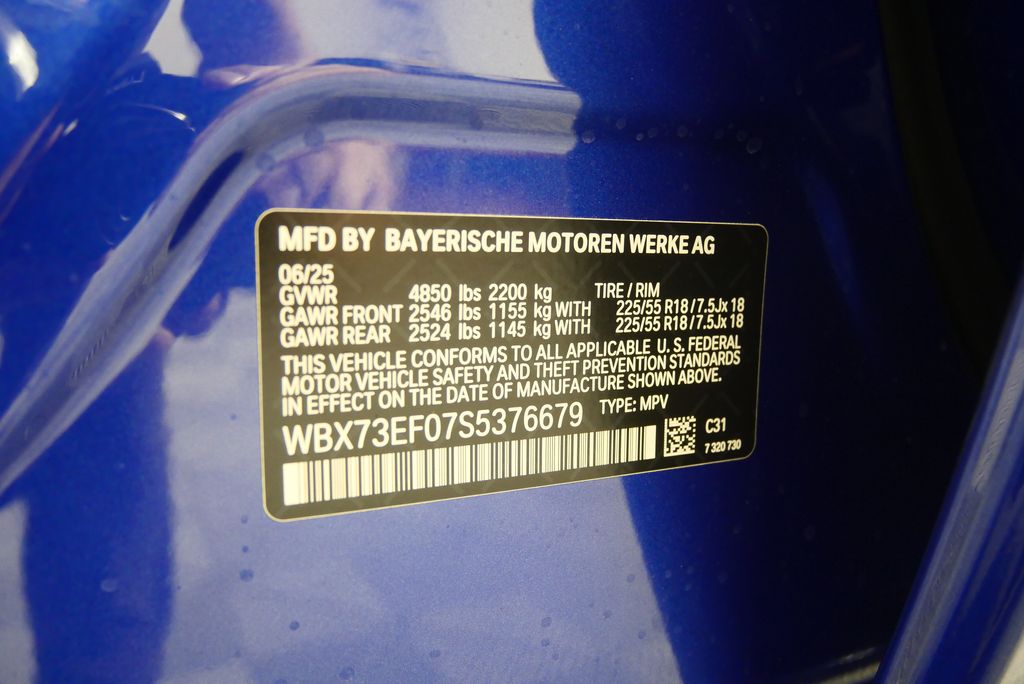 MFD BY BAYERISCHE MOTOREN WERKE AG
06/25
GVWR 4850 lbs 2200 kg TIRE / RIM
GAWR FRONT 2546 lbs 1155 kg WITH 225/55 R18 / 7.5Jx 18
GAWR REAR 2524 lbs 1145 kg WITH 225/55 R18 / 7.5Jx 18
THIS VEHICLE CONFORMS TO ALL APPLICABLE U. S. FEDERAL
MOTOR VEHICLE SAFETY AND THEFT PREVENTION STANDARDS
IN EFFECT ON THE DATE OF MANUFACTURE SHOWN ABOVE.
WBX73EF07S5376679 TYPE: MPV
C31
7 320 730